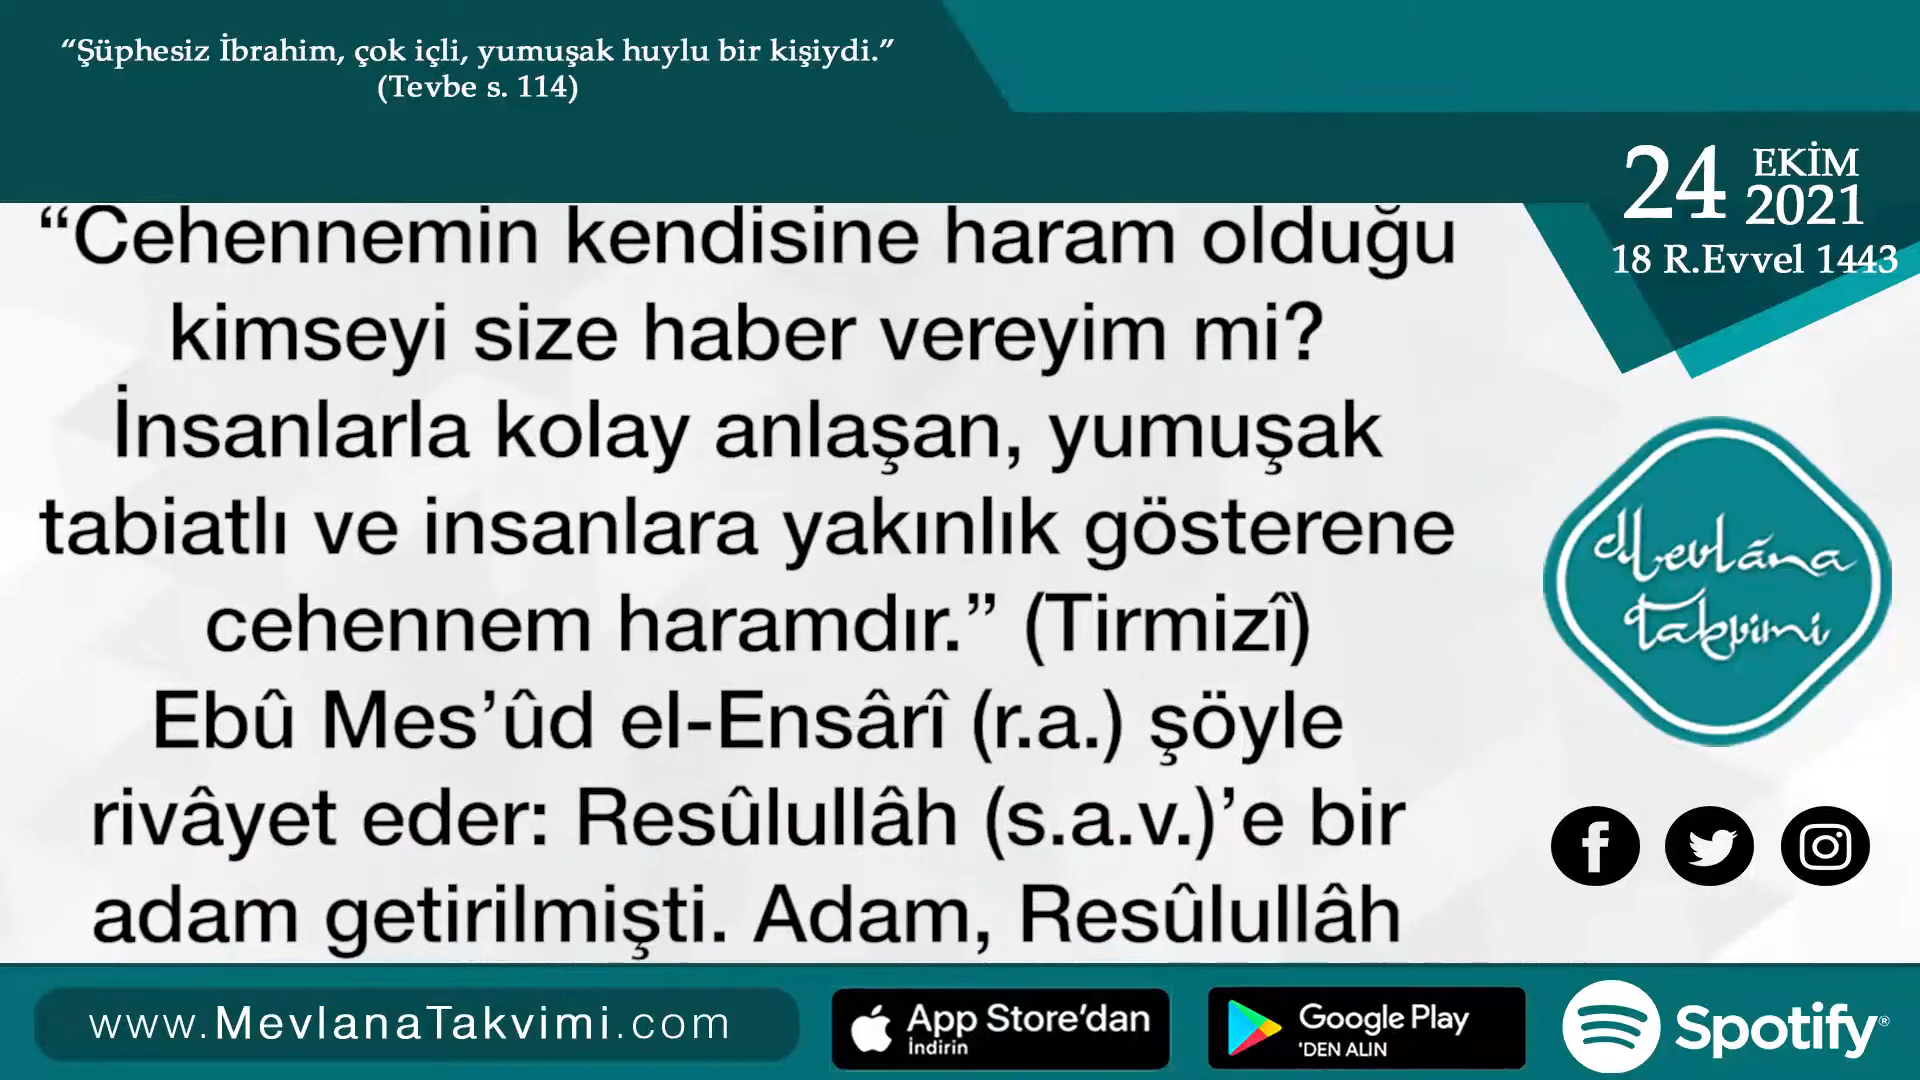 “Şüphesiz İbrahim, çok içli, yumuşak huylu bir kişiydi.”
(Tevbe s. 114)
24 EKİM 2021
18 R.Evvel 1443
“Cehennemin kendisine haram olduğu
kimseyi size haber vereyim mi?
İnsanlarla kolay anlaşan, yumuşak
tabiatlı ve insanlara yakınlık gösterene
cehennem haramdır.” (Tirmizî)
Ebû Mes’ûd el-Ensârî (r.a.) şöyle
rivâyet eder: Resûlullâh (s.a.v.)’e bir
adam getirilmişti. Adam, Resûlullâh
Mevlâna
Takvimi
www.MevlanaTakvimi.com
App Store’dan
İndirin
Google Play
’DEN ALIN
Spotify®